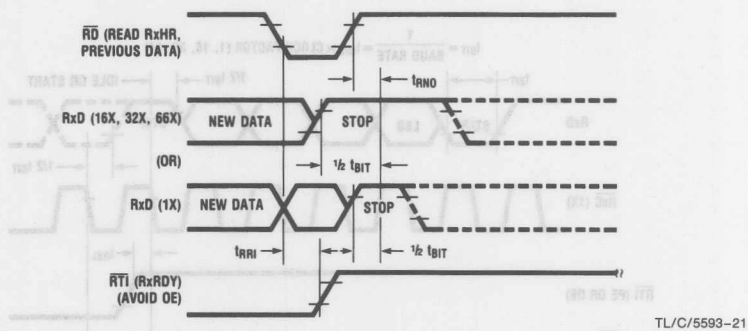 RD (READ RxHR,
PREVIOUS DATA)
tRNO
RxD (16X, 32X, 66X)
NEW DATA
STOP
(OR)
1/2 tBIT
RxD (1X)
NEW DATA
STOP
tRRI
1/2 tBIT
RTI (RxRDY)
(AVOID OE)
TL/C/5593–21